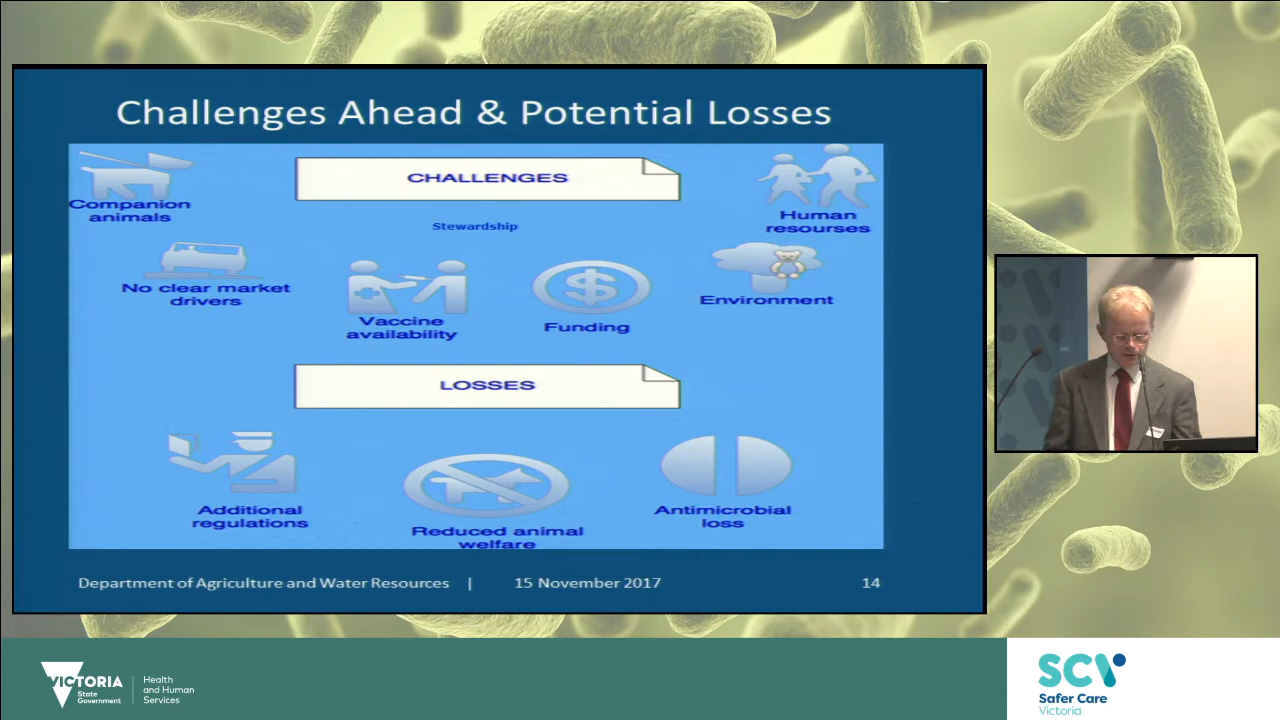 Challenges Ahead & Potential Losses
CHALLENGES
Companion
animals
Stewardship
Human
resourses
No clear market
drivers
Vaccine
availability
Funding
Environment
LOSSES
Additional
regulations
Reduced animal
welfare
Antimicrobial
loss
Department of Agriculture and Water Resources | 15 November 2017 14
VICTORIA
State
Government
Health
and Human
Services
SCV
Safer Care
Victoria